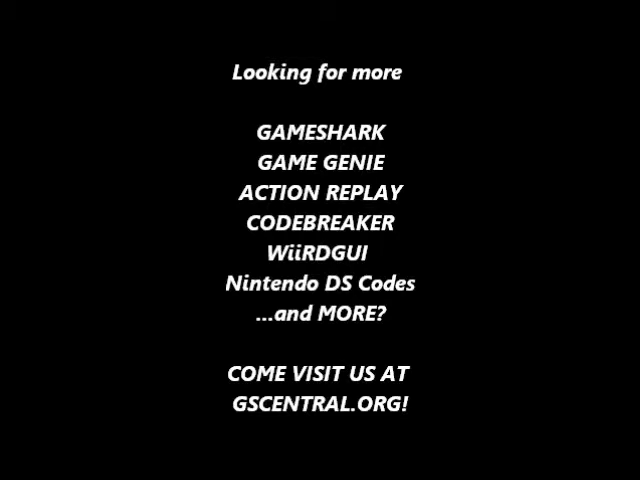 Looking for more
GAMESHARK
GAME GENIE
ACTION REPLAY
CODEBREAKER
WiiRDGUI
Nintendo DS Codes
...and MORE?
COME VISIT US AT
GSCENTRAL.ORG!